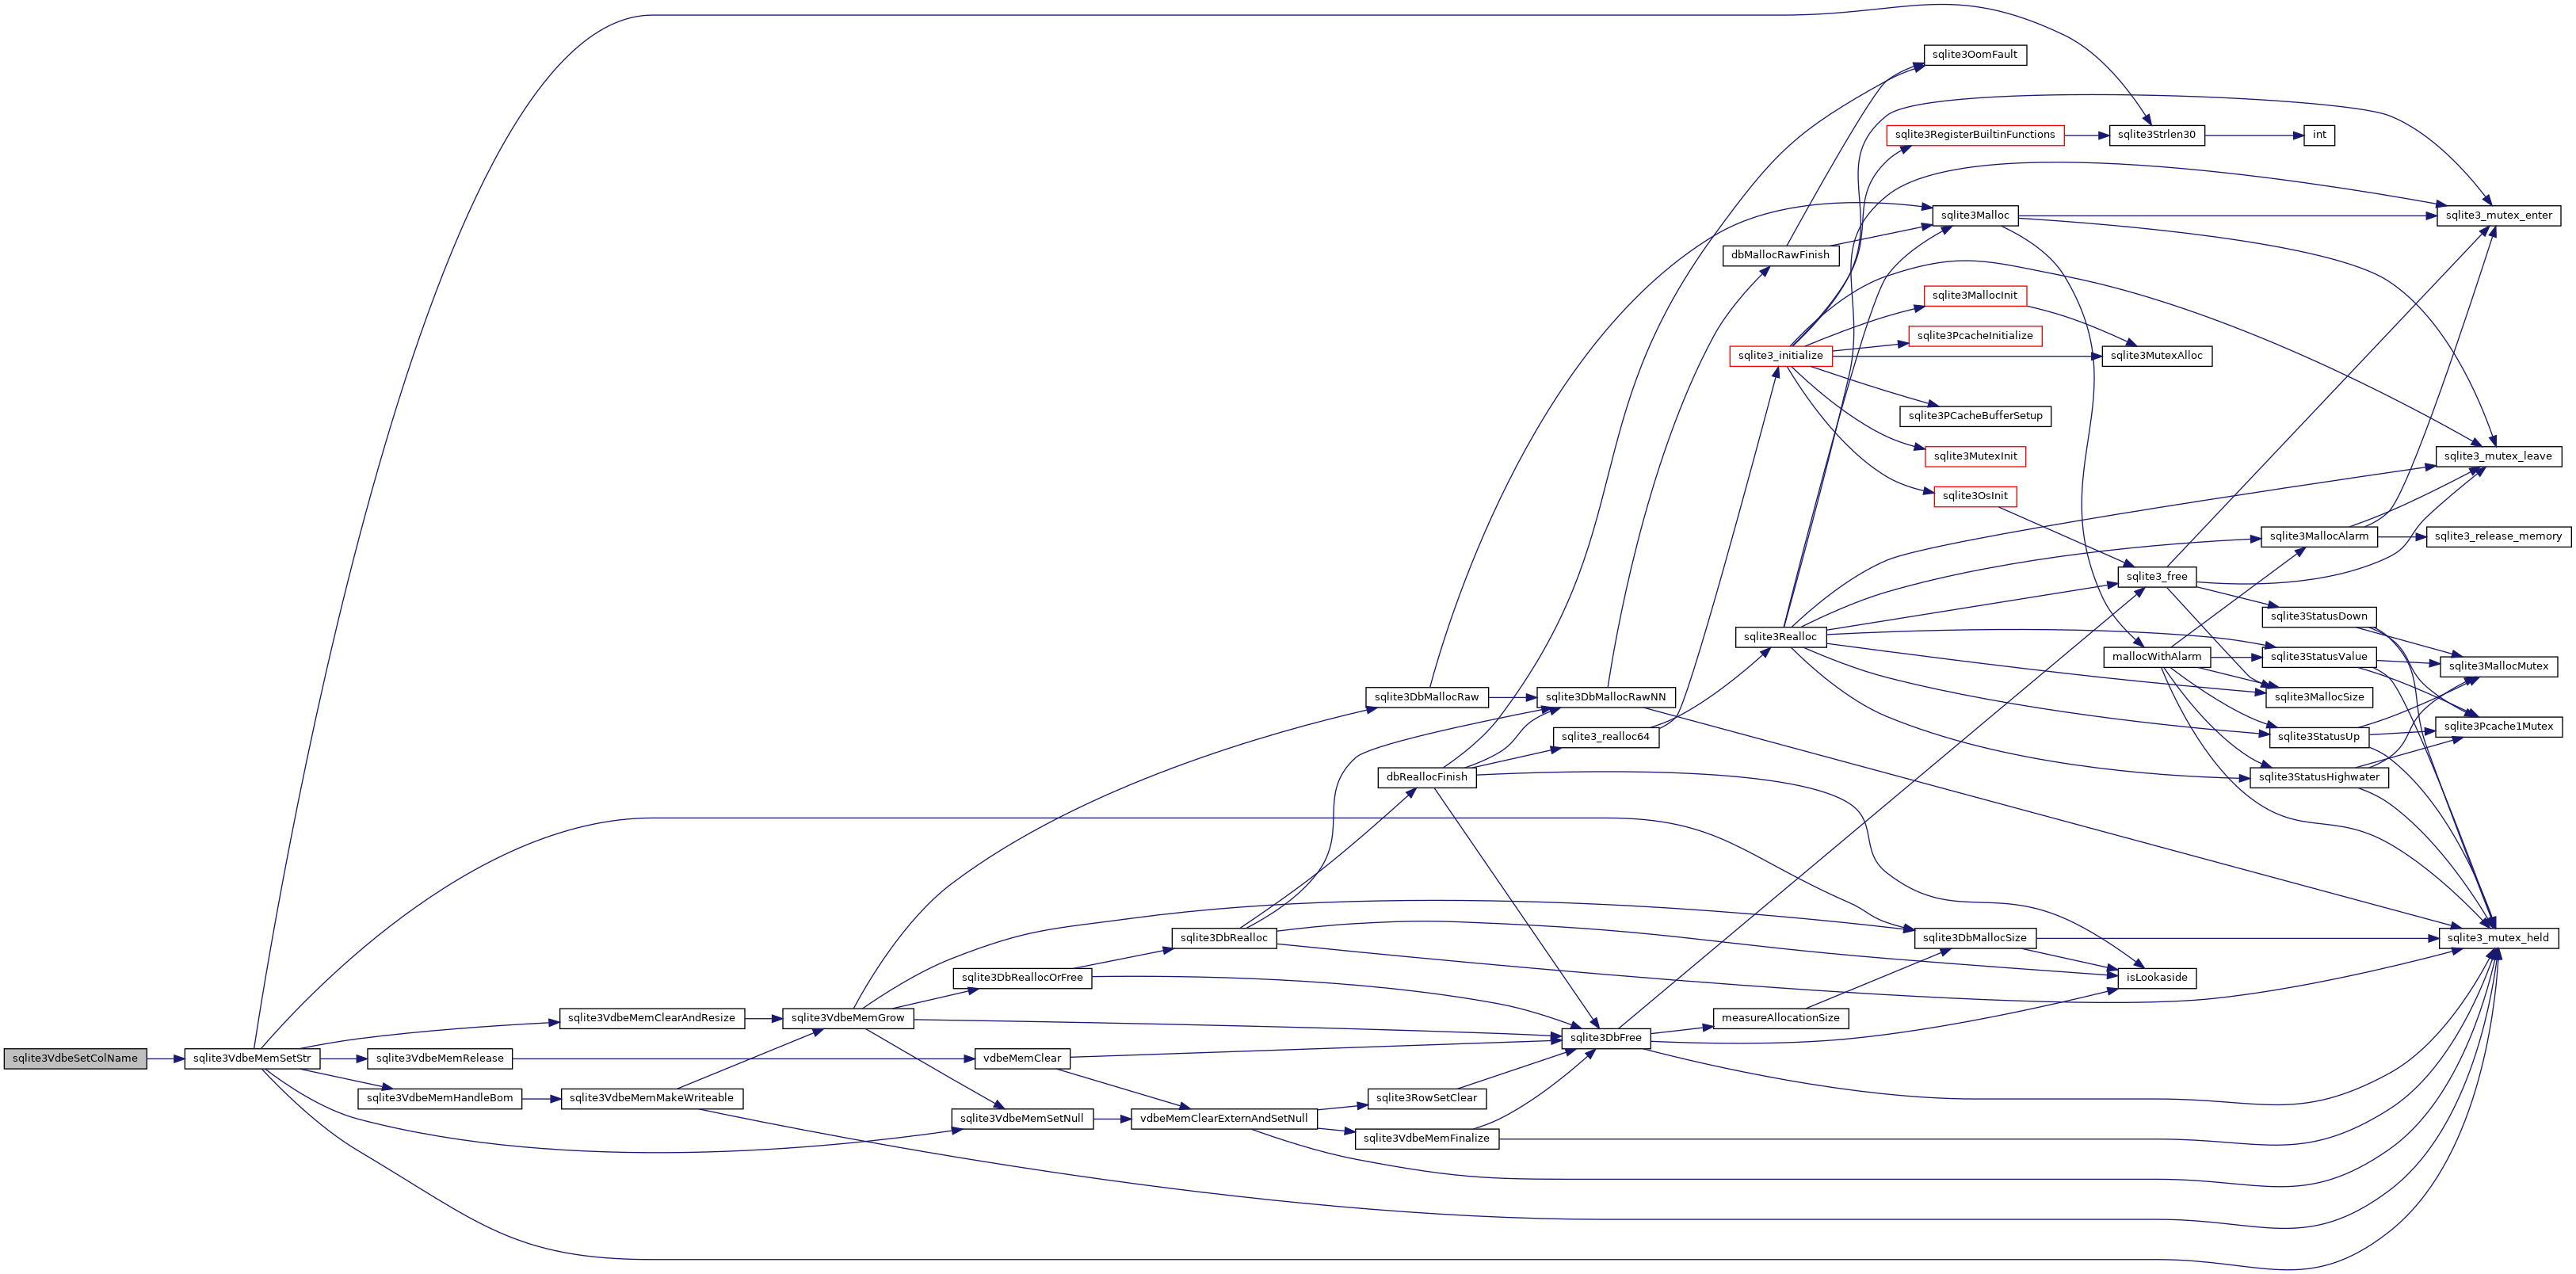 sqlite3VdbeSetColName
sqlite3VdbeMemSetStr
sqlite3VdbeMemClearAndResize
sqlite3VdbeMemRelease
sqlite3VdbeMemHandleBom
sqlite3VdbeMemMakeWriteable
sqlite3VdbeMemGrow
sqlite3DbReallocOrFree
vdbeMemClear
sqlite3VdbeMemSetNull
vdbeMemClearExternAndSetNull
sqlite3DbRealloc
sqlite3DbMallocRaw
dbReallocFinish
sqlite3RowSetClear
sqlite3VdbeMemFinalize
sqlite3DbMallocRawNN
sqlite3_realloc64
sqlite3DbFree
dbMallocRawFinish
sqlite3_initialize
sqlite3Realloc
measureAllocationSize
sqlite3OomFault
sqlite3RegisterBuiltinFunctions
sqlite3Malloc
sqlite3MallocInit
sqlite3PcacheInitialize
sqlite3PCacheBufferSetup
sqlite3MutexInit
sqlite3OsInit
sqlite3DbMallocSize
sqlite3Strlen30
sqlite3MutexAlloc
sqlite3_free
mallocWithAlarm
isLookaside
int
sqlite3MallocAlarm
sqlite3StatusDown
sqlite3StatusValue
sqlite3MallocSize
sqlite3StatusUp
sqlite3StatusHighwater
sqlite3_mutex_enter
sqlite3_mutex_leave
sqlite3_release_memory
sqlite3MallocMutex
sqlite3Pcache1Mutex
sqlite3_mutex_held